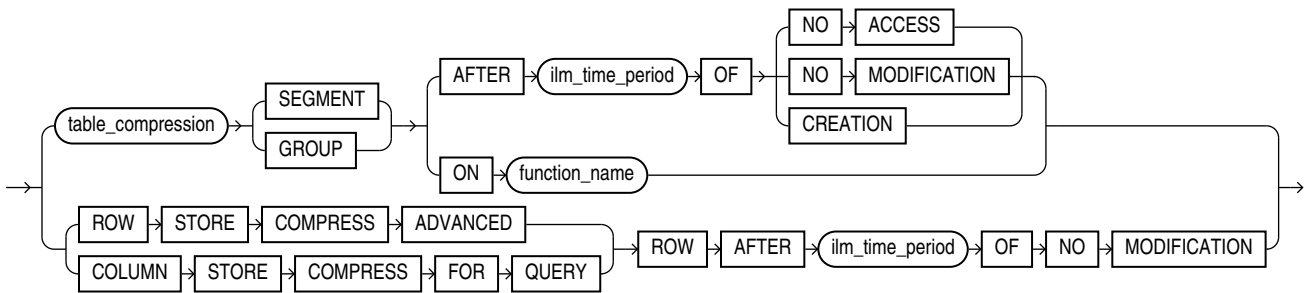 NO ACCESS
AFTER ilm_time_period OF NO MODIFICATION
SEGMENT
CREATION
table_compression
GROUP
ON function_name
ROW STORE COMPRESS ADVANCED
ROW AFTER ilm_time_period OF NO MODIFICATION
COLUMN STORE COMPRESS FOR QUERY